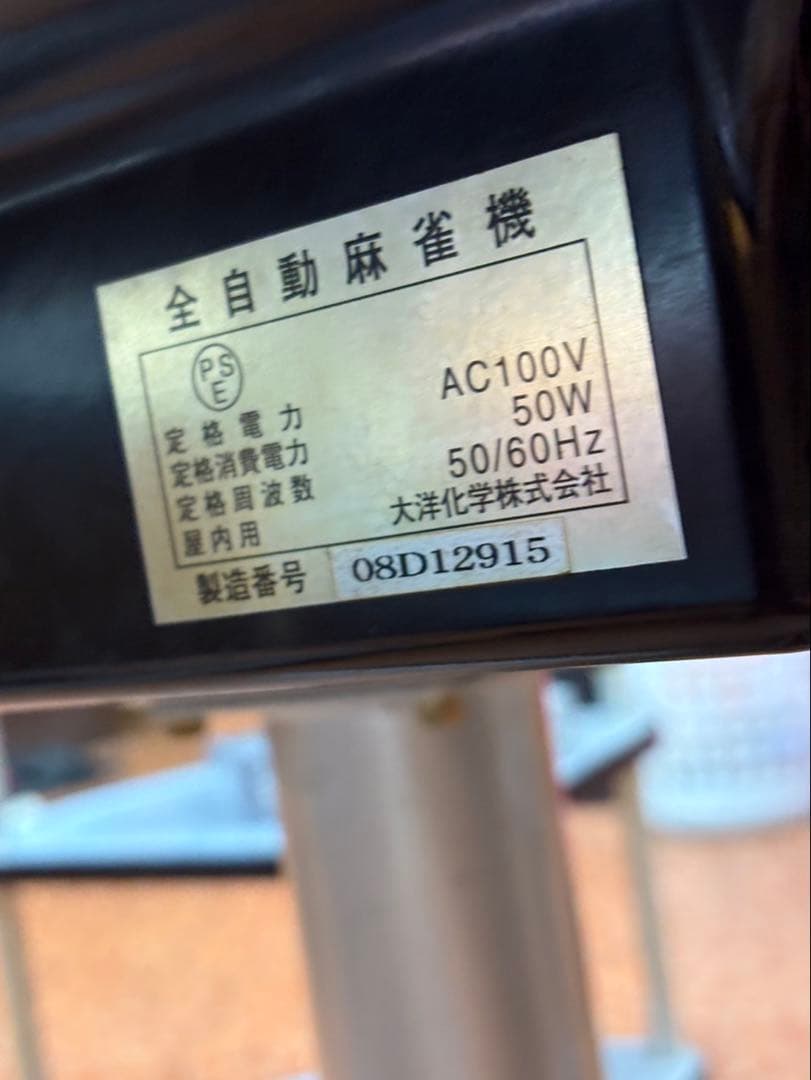 全自動麻雀機
PSE
定格電力 AC100V
定格消費電力 50W
定格周波数 50/60Hz
屋内用 大洋化学株式会社
製造番号 08D12915